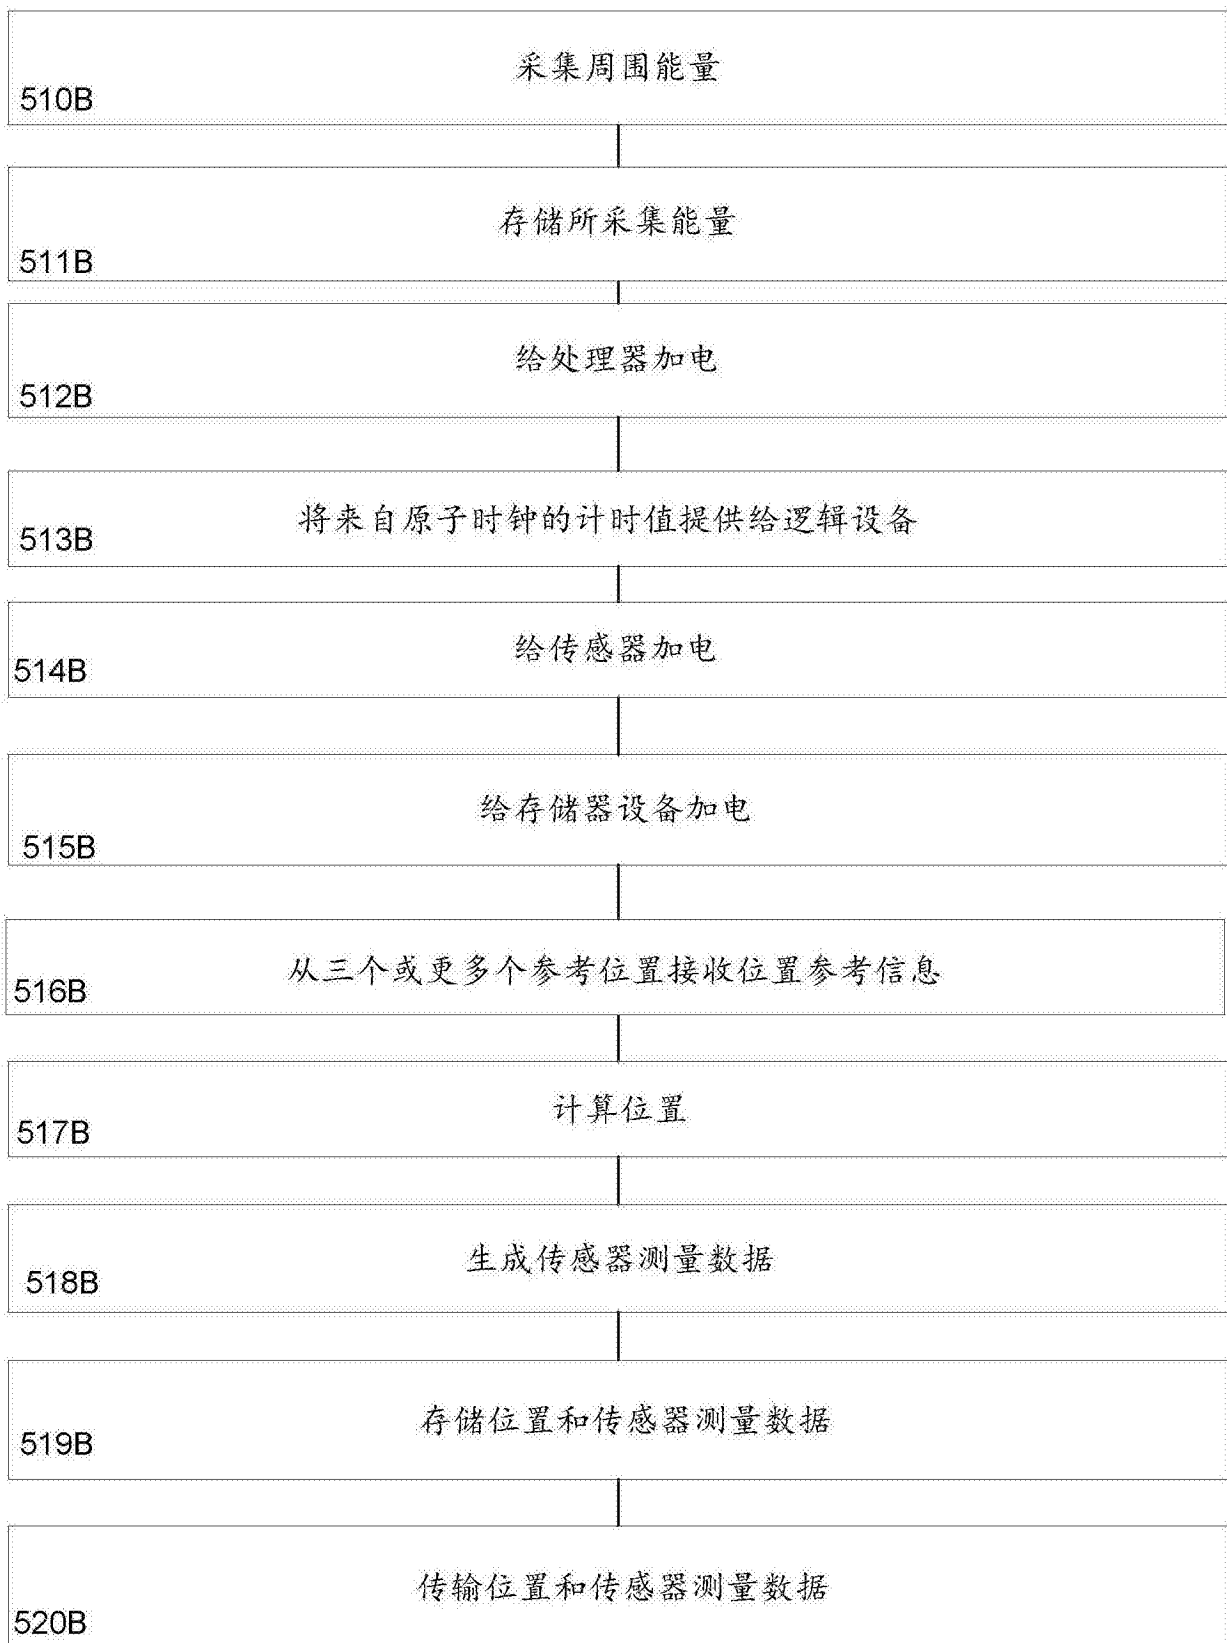 采集周围能量
510B
存储所采集能量
511B
给处理器加电
512B
将来自原子时钟的计时值提供给逻辑设备
513B
给传感器加电
514B
给存储器设备加电
515B
从三个或更多个参考位置接收位置参考信息
516B
计算位置
517B
生成传感器测量数据
518B
存储位置和传感器测量数据
519B
传输位置和传感器测量数据
520B